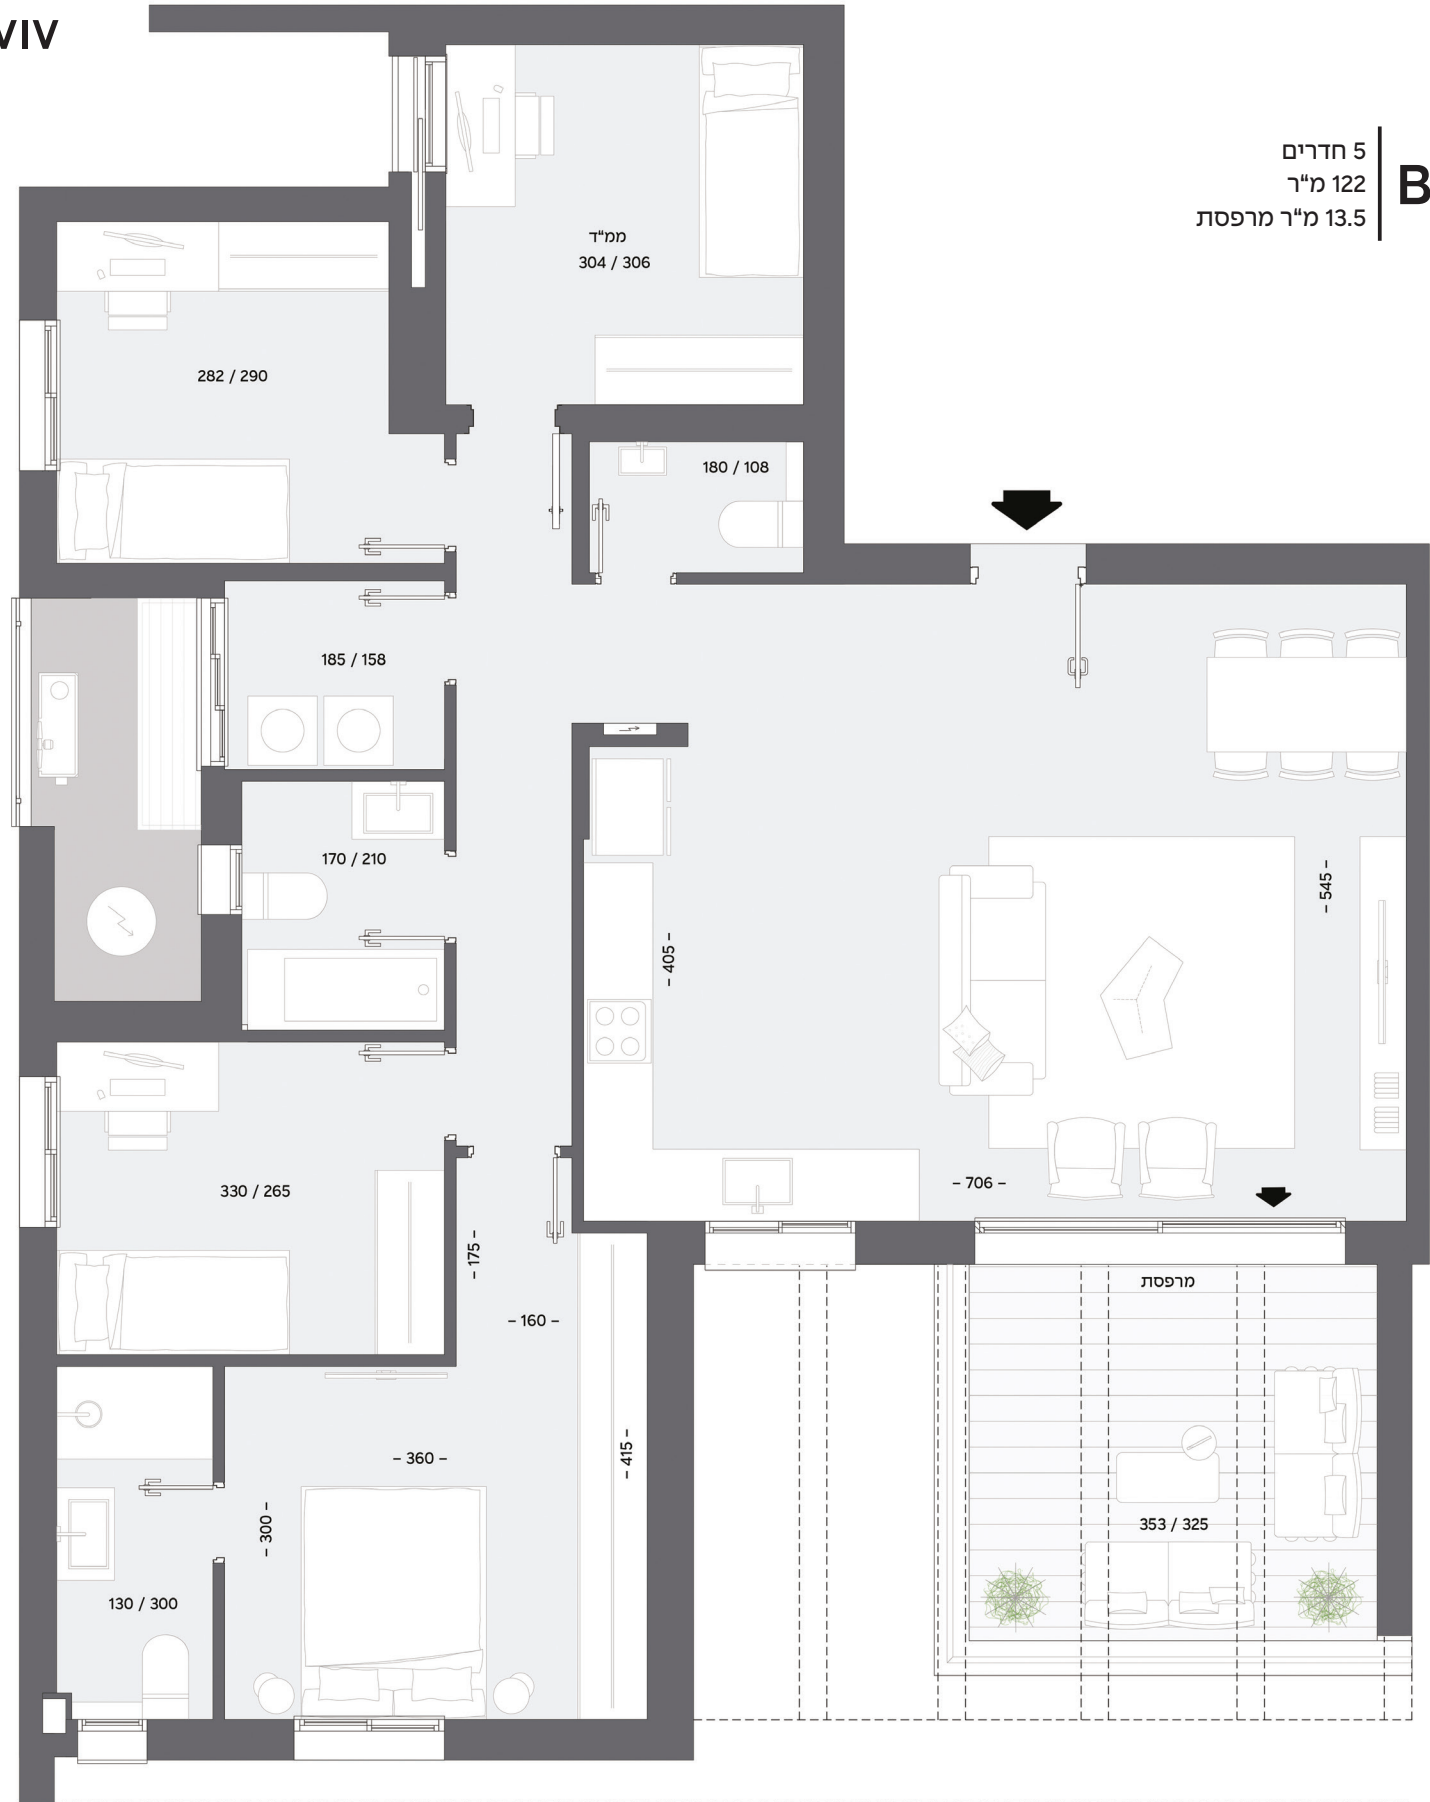 VIV
5 חדרים
122 מ"ר
13.5 מ"ר מרפסת
B
ממ"ד
304 / 306
282 / 290
180 / 108
185 / 158
170 / 210
– 545 –
– 405 –
330 / 265
– 706 –
– 175 –
– 160 –
מרפסת
– 360 –
– 415 –
– 300 –
353 / 325
130 / 300